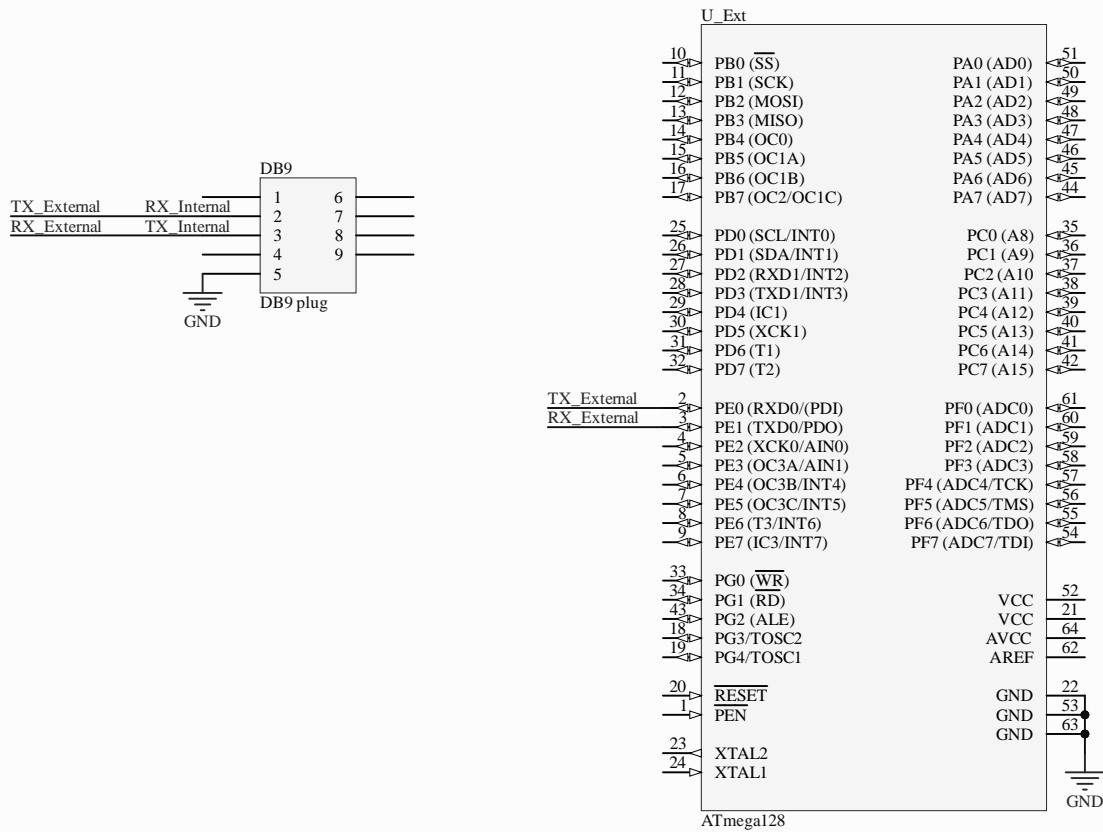 DB9
TX_External RX_Internal
RX_External TX_Internal
1 6
2 7
3 8
4 9
5
DB9 plug
GND
U_Ext
10 PB0 (SS) PA0 (AD0) 51
11 PB1 (SCK) PA1 (AD1) 50
12 PB2 (MOSI) PA2 (AD2) 49
13 PB3 (MISO) PA3 (AD3) 48
14 PB4 (OC0) PA4 (AD4) 47
15 PB5 (OC1A) PA5 (AD5) 46
16 PB6 (OC1B) PA6 (AD6) 45
17 PB7 (OC2/OC1C) PA7 (AD7) 44
25 PD0 (SCL/INT0) PC0 (A8) 35
26 PD1 (SDA/INT1) PC1 (A9) 36
27 PD2 (RXD1/INT2) PC2 (A10 37
28 PD3 (TXD1/INT3) PC3 (A11) 38
29 PD4 (IC1) PC4 (A12) 39
30 PD5 (XCK1) PC5 (A13) 40
31 PD6 (T1) PC6 (A14) 41
32 PD7 (T2) PC7 (A15) 42
TX_External 2 PE0 (RXD0/(PDI) PF0 (ADC0) 61
RX_External 3 PE1 (TXD0/PDO) PF1 (ADC1) 60
4 PE2 (XCK0/AIN0) PF2 (ADC2) 59
5 PE3 (OC3A/AIN1) PF3 (ADC3) 58
6 PE4 (OC3B/INT4) PF4 (ADC4/TCK) 57
7 PE5 (OC3C/INT5) PF5 (ADC5/TMS) 56
8 PE6 (T3/INT6) PF6 (ADC6/TDO) 55
9 PE7 (IC3/INT7) PF7 (ADC7/TDI) 54
33 PG0 (WR)
34 PG1 (RD) VCC 52
43 PG2 (ALE) VCC 21
18 PG3/TOSC2 AVCC 64
19 PG4/TOSC1 AREF 62
20 RESET GND 22
1 PEN GND 53
GND 63
23 XTAL2
24 XTAL1
GND
ATmega128